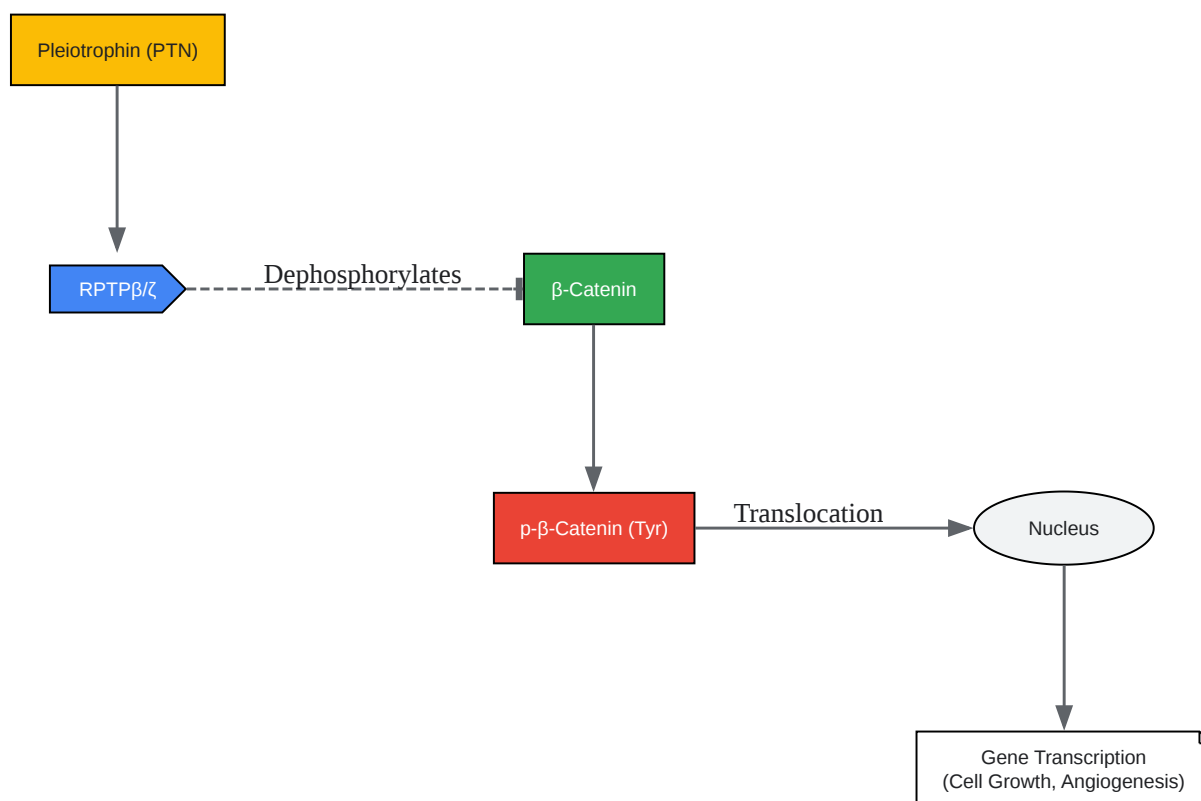 Pleiotrophin (PTN)
RPTPβ/ζ
Dephosphorylates
β-Catenin
p-β-Catenin (Tyr)
Translocation
Nucleus
Gene Transcription
(Cell Growth, Angiogenesis)